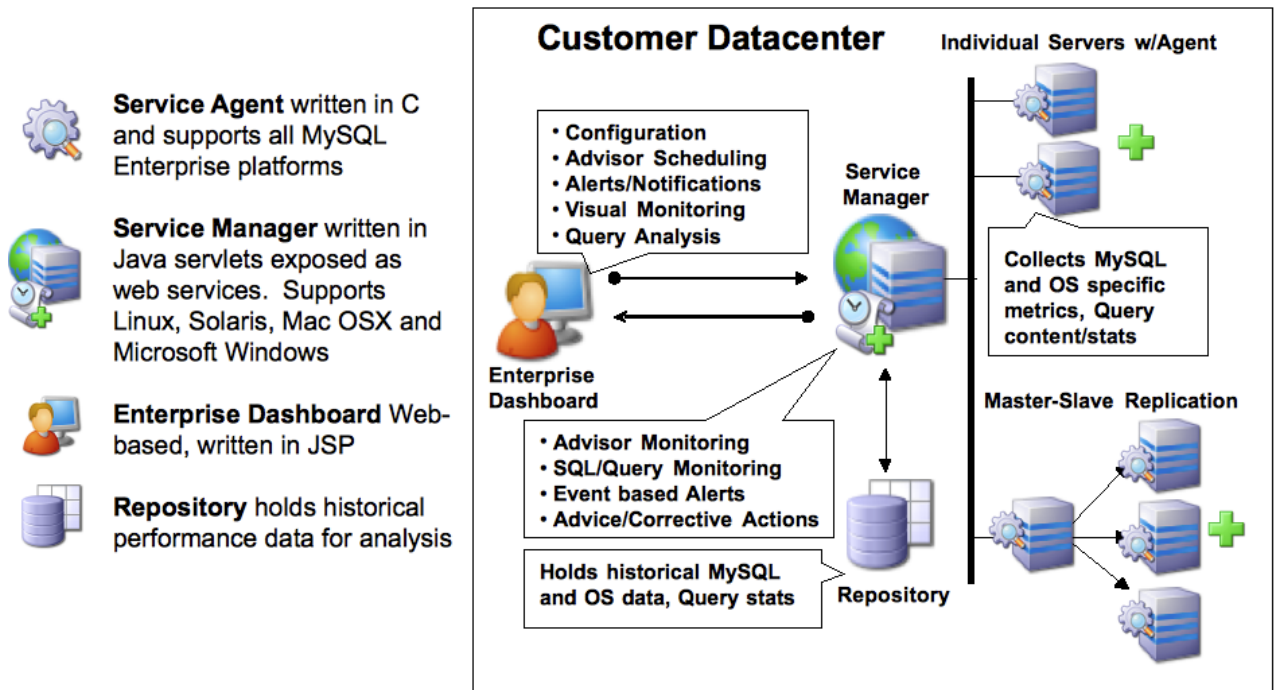 Service Agent written in C
and supports all MySQL
Enterprise platforms
Service Manager written in
Java servlets exposed as
web services.  Supports
Linux, Solaris, Mac OSX and
Microsoft Windows
Enterprise Dashboard Web-
based, written in JSP
Repository holds historical
performance data for analysis
Customer Datacenter
• Configuration
• Advisor Scheduling
• Alerts/Notifications
• Visual Monitoring
• Query Analysis
Enterprise
Dashboard
Service
Manager
• Advisor Monitoring
• SQL/Query Monitoring
• Event based Alerts
• Advice/Corrective Actions
Holds historical MySQL
and OS data, Query stats
Repository
Individual Servers w/Agent
Collects MySQL
and OS specific
metrics, Query
content/stats
Master-Slave Replication